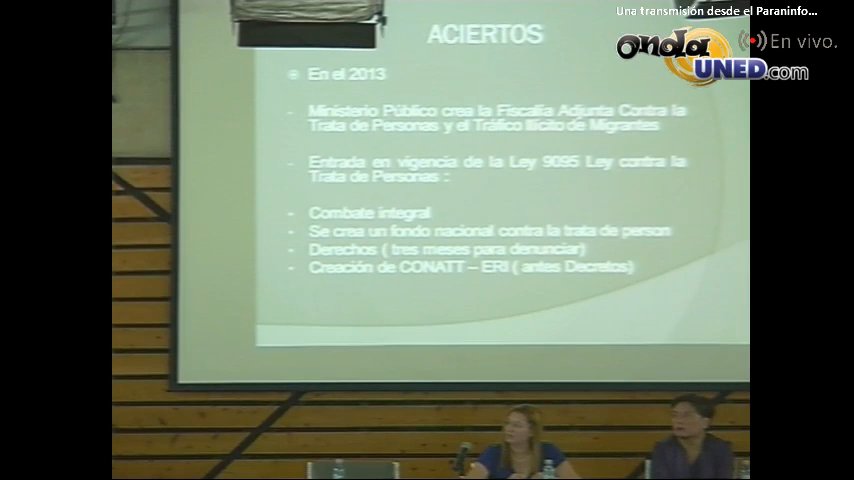 Una transmisión desde el Paraninfo...
onda UNED.com
En vivo.
ACIERTOS
En el 2013
- Ministerio Público crea la Fiscalía Adjunta Contra la
Trata de Personas y el Tráfico Ilícito de Migrantes
- Entrada en vigencia de la Ley 9095 Ley contra la
Trata de Personas :
- Combate integral
- Se crea un fondo nacional contra la trata de person
- Derechos ( tres meses para denunciar)
- Creación de CONATT – ERI ( antes Decretos)